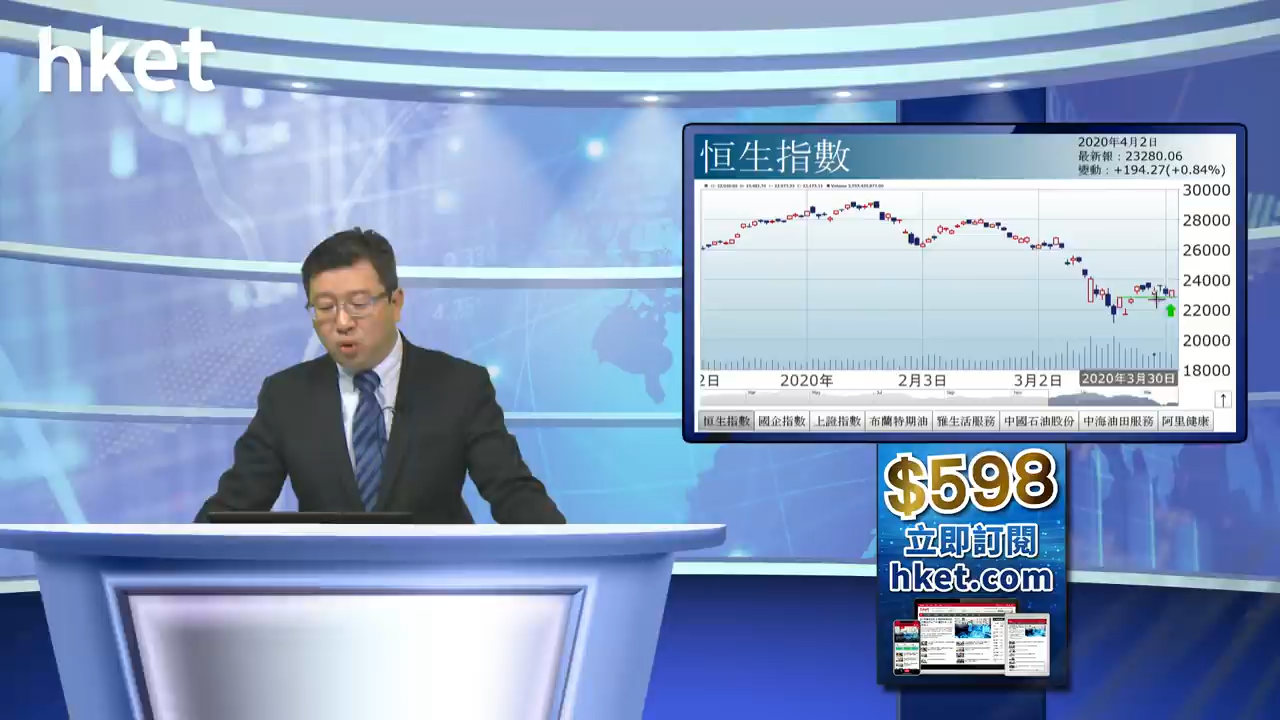 hket
恒生指數
2020年4月2日
最新報：23280.06
變動：+194.27(+0.84%)
30000
28000
26000
24000
22000
20000
18000
2日
2020年
2月3日
3月2日
2020年3月30日
恒生指數
國企指數
上證指數
布蘭特期油
雅生活服務
中國石油股份
中海油田服務
阿里健康
$598
立即訂閱
hket.com